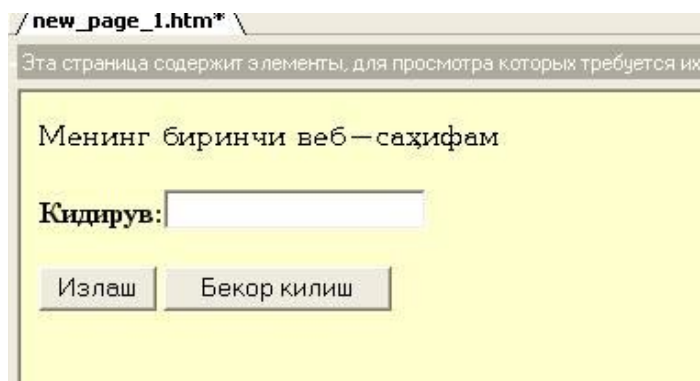 new_page_1.htm*
Эта страница содержит элементы, для просмотра которых требуется их
Менинг биринчи веб–саҳифам
Кидирув:
Излаш Бекор килиш